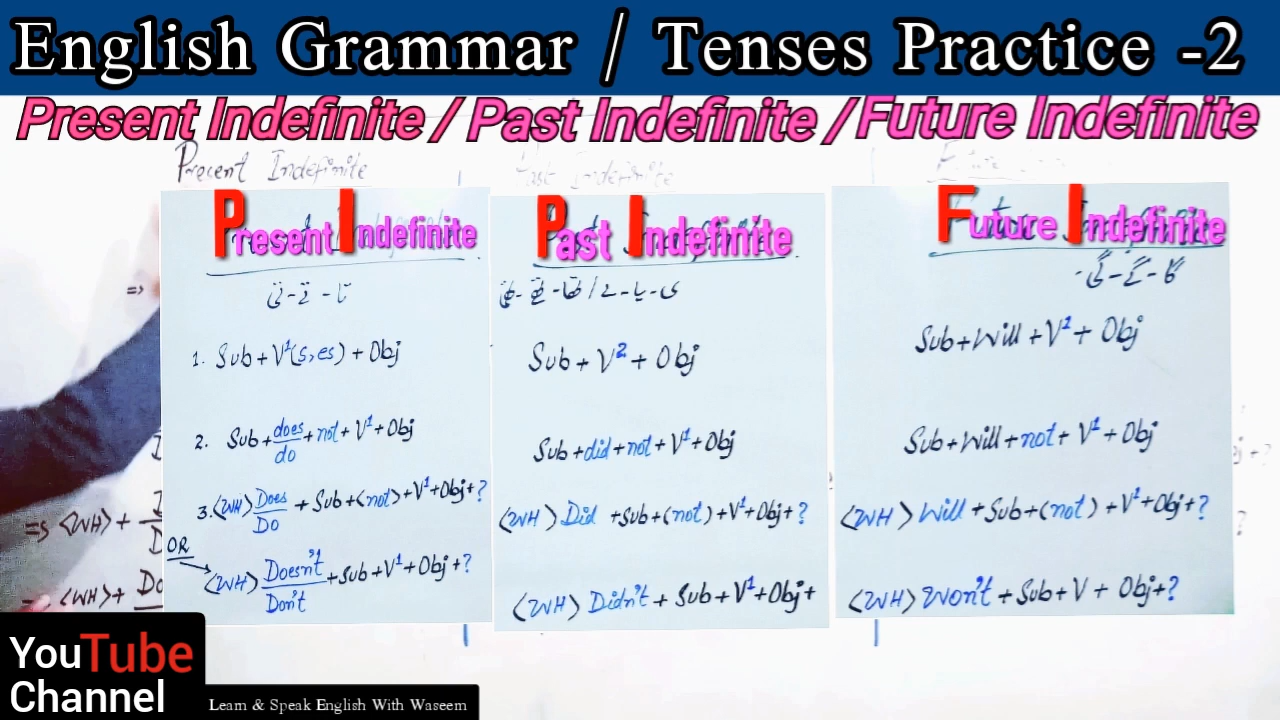 English Grammar / Tenses Practice -2
Present Indefinite / Past Indefinite / Future Indefinite
Present Indefinite
Present Indefinite
تا - تے - تی
1. Sub + V¹(s,es) + Obj
2. Sub + does/do + not + V¹ + Obj
3. <WH> Does/Do + Sub + (not) + V¹ + Obj + ?
OR
<WH> Doesn't/Don't + Sub + V¹ + Obj + ?
Past Indefinite
Sub + V² + Obj
Sub + did + not + V¹ + Obj
<WH> Did + Sub + (not) + V¹ + Obj + ?
<WH> Didn't + Sub + V¹ + Obj +
Future Indefinite
گا - گے - گی
Sub + Will + V¹ + Obj
Sub + Will + not + V¹ + Obj
<WH> Will + Sub + (not) + V¹ + Obj + ?
<WH> Won't + Sub + V + Obj + ?
=> <WH> +
<WH> + Do
YouTube
Channel
Learn & Speak English With Waseem